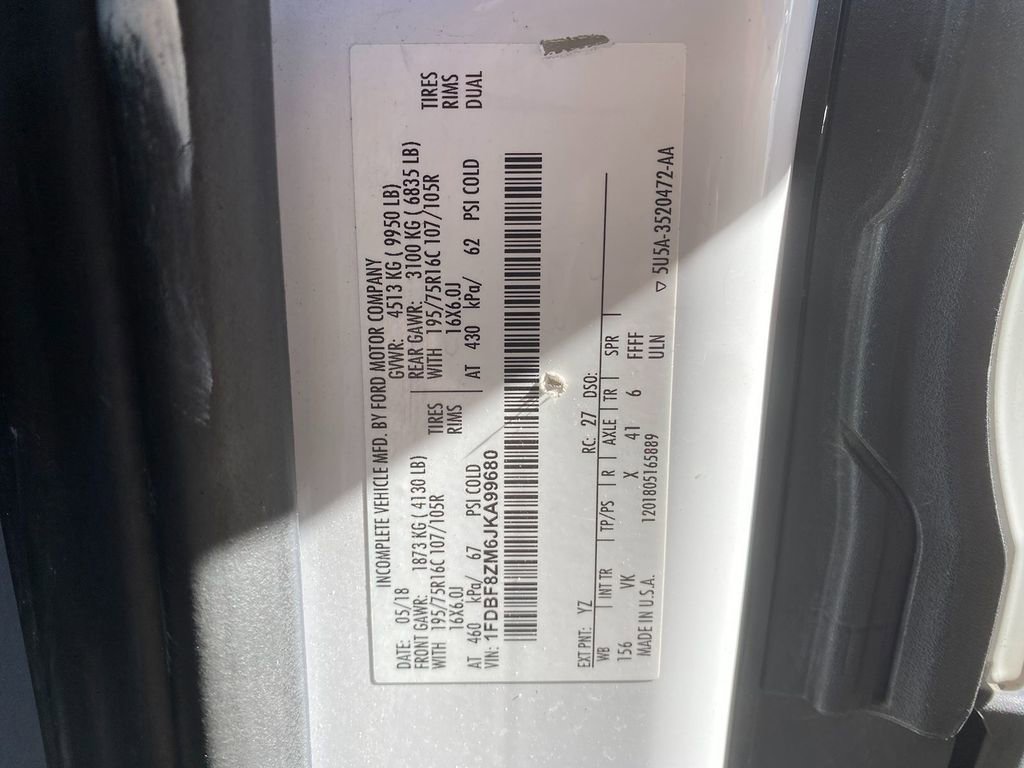 INCOMPLETE VEHICLE MFD. BY FORD MOTOR COMPANY
DATE: 05/18 GVWR: 4513 KG ( 9950 LB)
FRONT GAWR: 1873 KG ( 4130 LB) REAR GAWR: 3100 KG ( 6835 LB)
WITH 195/75R16C 107/105R TIRES WITH 195/75R16C 107/105R TIRES
16X6.0J RIMS 16X6.0J RIMS
AT 460 kPa/ 67 PSI COLD AT 430 kPa/ 62 PSI COLD DUAL
VIN: 1FDBF8ZM6JKA99680
EXT PNT: YZ RC: 27 DSO:
WB INT TR TP/PS R AXLE TR SPR
156 VK X 41 6 FFFF
MADE IN U.S.A. 1201805165889 ULN
▽ 5U5A-3520472-AA